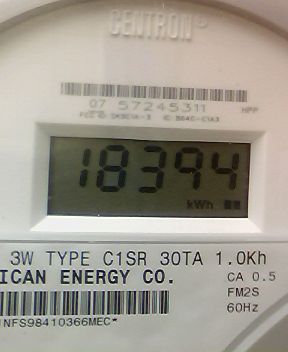 CENTRON®
07 57245311
HPP
18394
kWh
3W TYPE C1SR 30TA 1.0Kh
ICAN ENERGY CO.
CA 0.5
FM2S
60Hz
NFS98410366MEC*